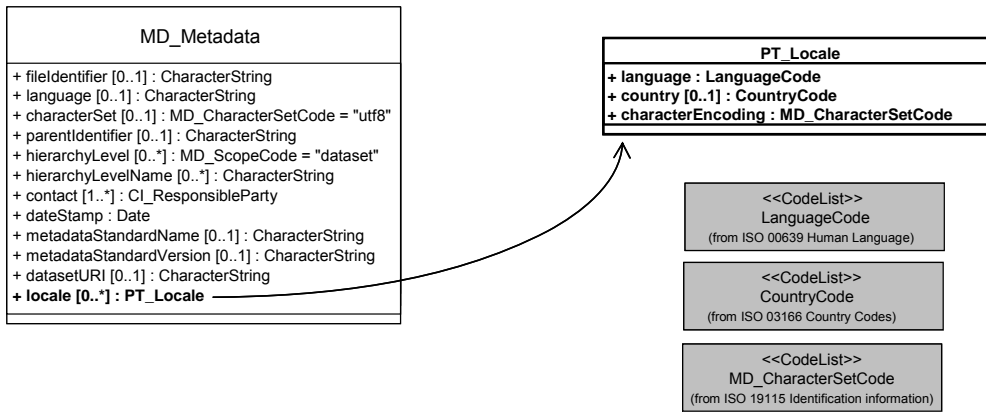 MD_Metadata
+ fileIdentifier [0..1] : CharacterString
+ language [0..1] : CharacterString
+ characterSet [0..1] : MD_CharacterSetCode = "utf8"
+ parentIdentifier [0..1] : CharacterString
+ hierarchyLevel [0..*] : MD_ScopeCode = "dataset"
+ hierarchyLevelName [0..*] : CharacterString
+ contact [1..*] : CI_ResponsibleParty
+ dateStamp : Date
+ metadataStandardName [0..1] : CharacterString
+ metadataStandardVersion [0..1] : CharacterString
+ datasetURI [0..1] : CharacterString
+ locale [0..*] : PT_Locale
PT_Locale
+ language : LanguageCode
+ country [0..1] : CountryCode
+ characterEncoding : MD_CharacterSetCode
<<CodeList>>
LanguageCode
(from ISO 00639 Human Language)
<<CodeList>>
CountryCode
(from ISO 03166 Country Codes)
<<CodeList>>
MD_CharacterSetCode
(from ISO 19115 Identification information)